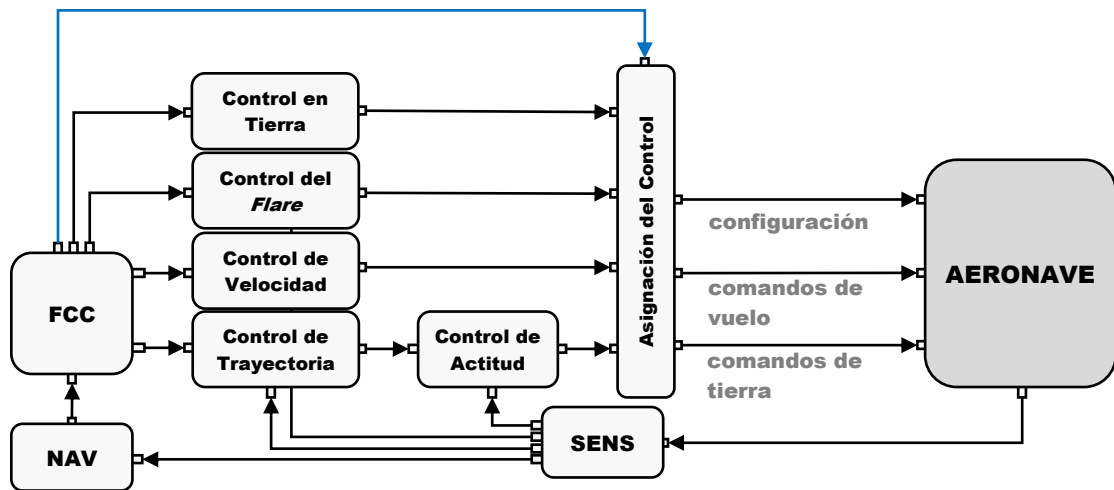 Control en
Tierra
Control del
Flare
Control de
Velocidad
FCC
Control de
Trayectoria
Control de
Actitud
Asignación del Control
configuración
comandos de
vuelo
comandos de
tierra
AERONAVE
NAV
SENS